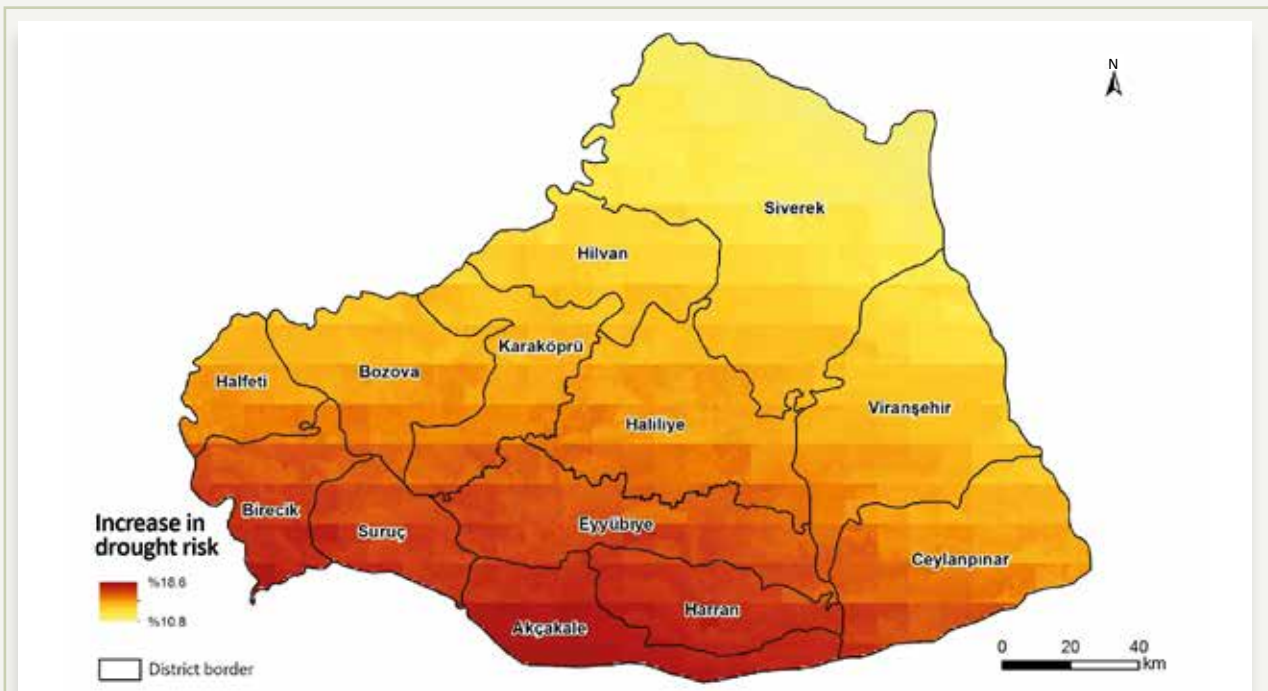 N
Siverek
Hilvan
Karaköprü
Bozova
Halfeti
Viranşehir
Haliliye
Birecik
Suruç
Eyyübiye
Ceylanpınar
Harran
Akçakale
Increase in
drought risk
%18.6
%10.8
District border
0 20 40
km